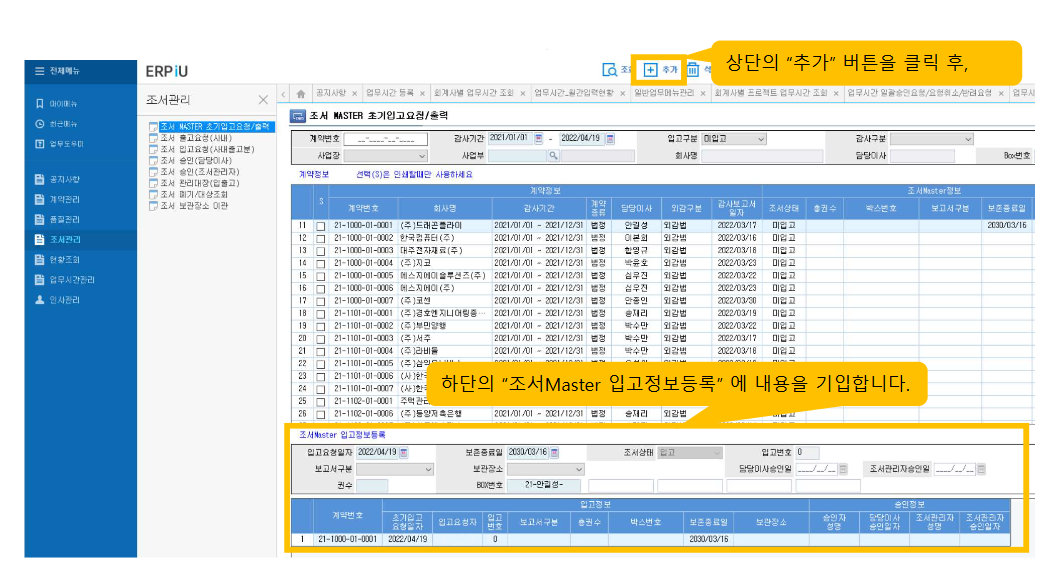 상단의 “추가” 버튼을 클릭 후,
전체메뉴
ERPiU
추가
조서관리
마이메뉴
최근메뉴
업무도우미
공지사항
계약관리
품질관리
조서관리
현황조회
업무시간관리
인사관리
조서 MASTER 초기입고요청/출력
조서 출고요청(사내)
조서 입고요청(사내출고분)
조서 승인(담당이사)
조서 승인(조서관리자)
조서 관리대장(입출고)
조서 폐기/대상조회
조서 보관장소 이관
공지사항 × 업무시간 등록 × 회계사별 업무시간 조회 × 업무시간_월간입력현황 × 일반업무메뉴관리 × 회계사별 프로젝트 업무시간 조회 × 업무시간 일괄승인요청/요청취소/반려요청 × 업무시
조서 MASTER 초기입고요청/출력
계약번호 __-____-__-____ 감사기간 2021/01/01 - 2022/04/19 입고구분 미입고 감사구분
사업장 사업부 회사명 담당이사 Box번호
계약정보 선택(S)은 인쇄할때만 사용하세요
계약정보 조서Master정보
S 계약번호 회사명 감사기간 계약종류 담당이사 외감구분 감사보고서일자 조서상태 총권수 박스번호 보고서구분 보존종료일
11 21-1000-01-0001 (주)드래곤플라이 2021/01/01 ~ 2021/12/31 법정 안길성 외감법 2022/03/17 미입고 2030/03/16
12 21-1000-01-0002 한국컴퓨터(주) 2021/01/01 ~ 2021/12/31 법정 이본희 외감법 2022/03/16 미입고
13 21-1000-01-0003 대주전자재료(주) 2021/01/01 ~ 2021/12/31 법정 함영규 외감법 2022/03/18 미입고
14 21-1000-01-0004 (주)지코 2021/01/01 ~ 2021/12/31 법정 박윤호 외감법 2022/03/23 미입고
15 21-1000-01-0005 에스지에이솔루션즈(주) 2021/01/01 ~ 2021/12/31 법정 심우진 외감법 2022/03/22 미입고
16 21-1000-01-0006 에스지에이(주) 2021/01/01 ~ 2021/12/31 법정 심우진 외감법 2022/03/23 미입고
17 21-1000-01-0007 (주)코센 2021/01/01 ~ 2021/12/31 법정 안중인 외감법 2022/03/30 미입고
18 21-1101-01-0001 (주)경호엔지니어링종… 2021/01/01 ~ 2021/12/31 법정 송재리 외감법 2022/03/19 미입고
19 21-1101-01-0002 (주)부민양행 2021/01/01 ~ 2021/12/31 법정 박수만 외감법 2022/03/22 미입고
20 21-1101-01-0003 (주)서주 2021/01/01 ~ 2021/12/31 법정 박수만 외감법 2022/03/17 미입고
21 21-1101-01-0004 (주)라비돌 2021/01/01 ~ 2021/12/31 법정 박수만 외감법 2022/03/18 미입고
22 21-1101-01-0005
23 21-1101-01-0006 (사)한국
24 21-1101-01-0007 (사)한국
25 21-1102-01-0001 주택관리
26 21-1102-01-0006 (주)동양저축은행 2021/01/01 ~ 2021/12/31 법정 송재리 외감법 2022/03/18 미입고
하단의 “조서Master 입고정보등록” 에 내용을 기입합니다.
조서Master 입고정보등록
입고요청일자 2022/04/19 보존종료일 2030/03/16 조서상태 입고 입고번호 0
보고서구분 보관장소 담당이사승인일 ____/__/__ 조서관리자승인일 ____/__/__
권수 BOX번호 21-안길성-
입고정보 승인정보
계약번호 초기입고요청일자 입고요청자 입고번호 보고서구분 총권수 박스번호 보존종료일 보관장소 승인자성명 담당이사승인일자 조서관리자성명 조서관리자승인일자
1 21-1000-01-0001 2022/04/19 0 2030/03/16